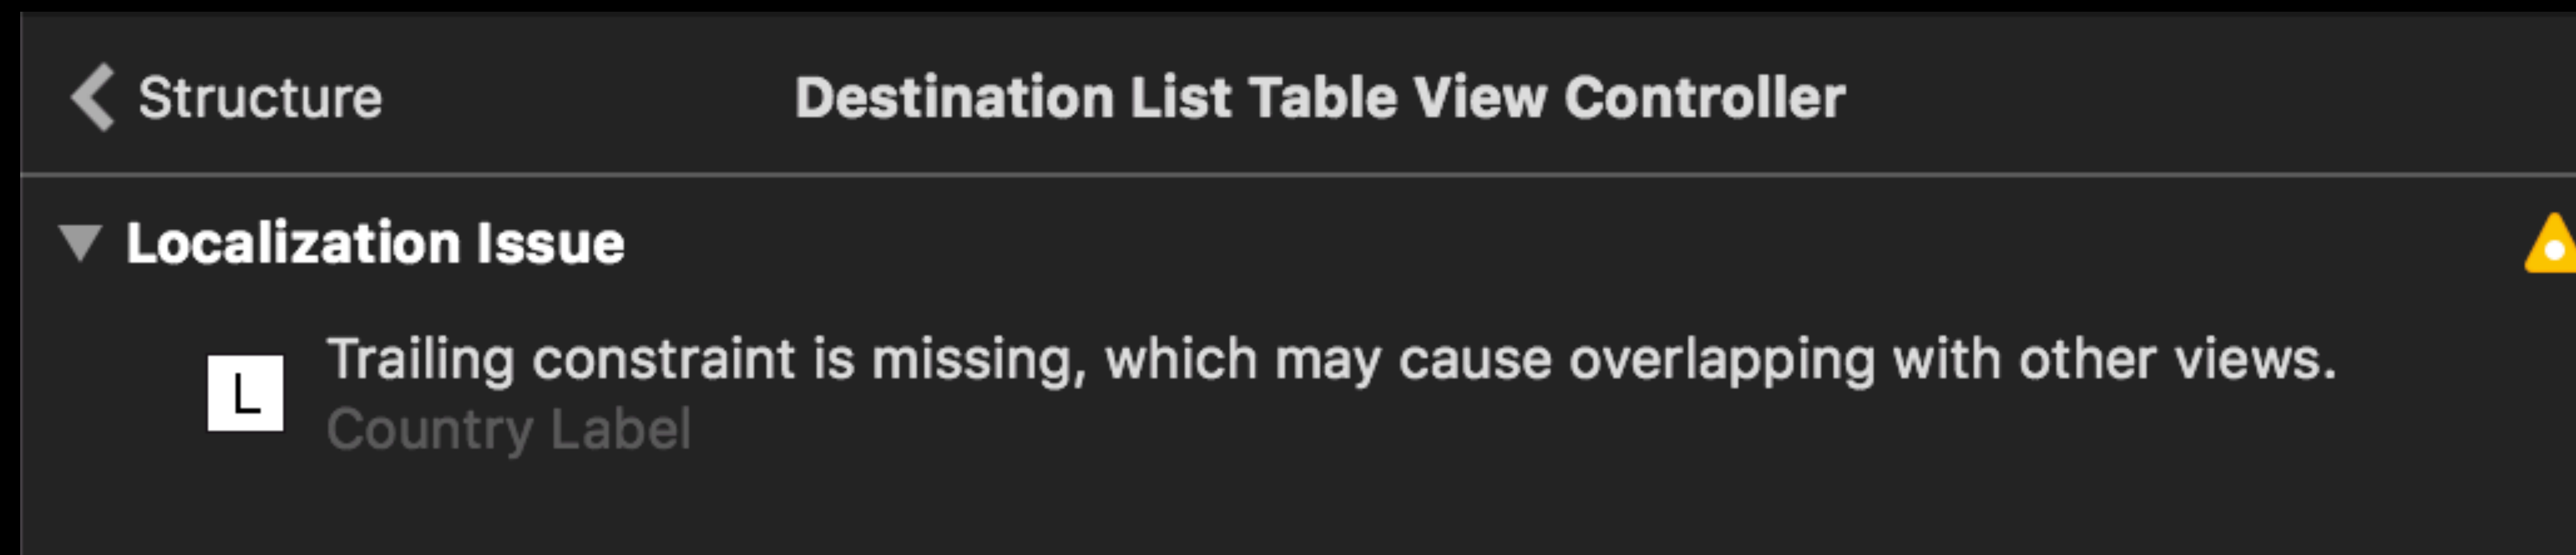 Structure
Destination List Table View Controller
Localization Issue
L
Trailing constraint is missing, which may cause overlapping with other views.
Country Label